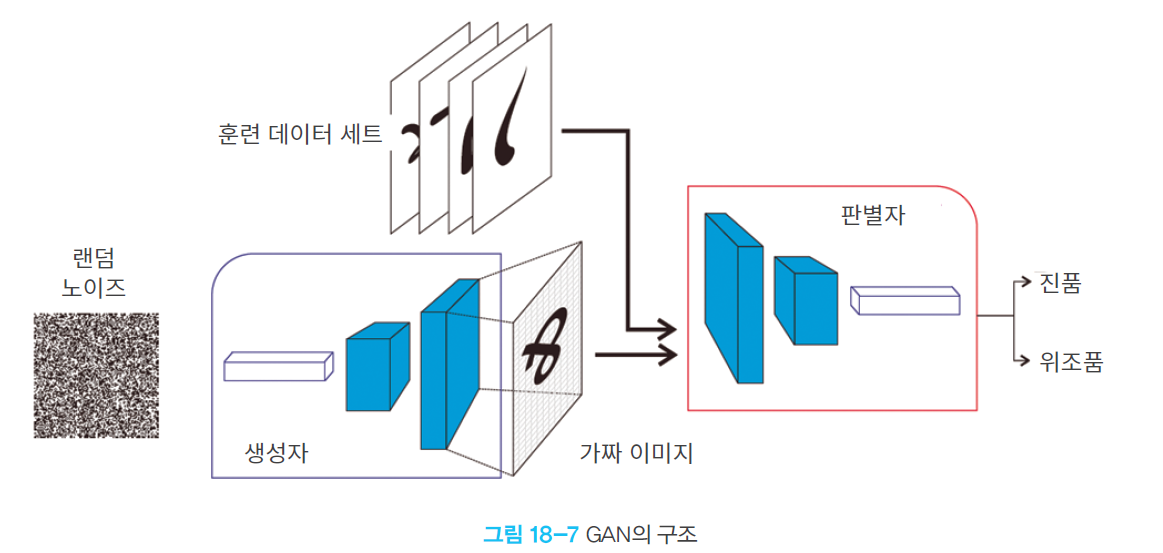 훈련 데이터 세트
판별자
랜덤
노이즈
진품
위조품
생성자
가짜 이미지
그림 18-7 GAN의 구조